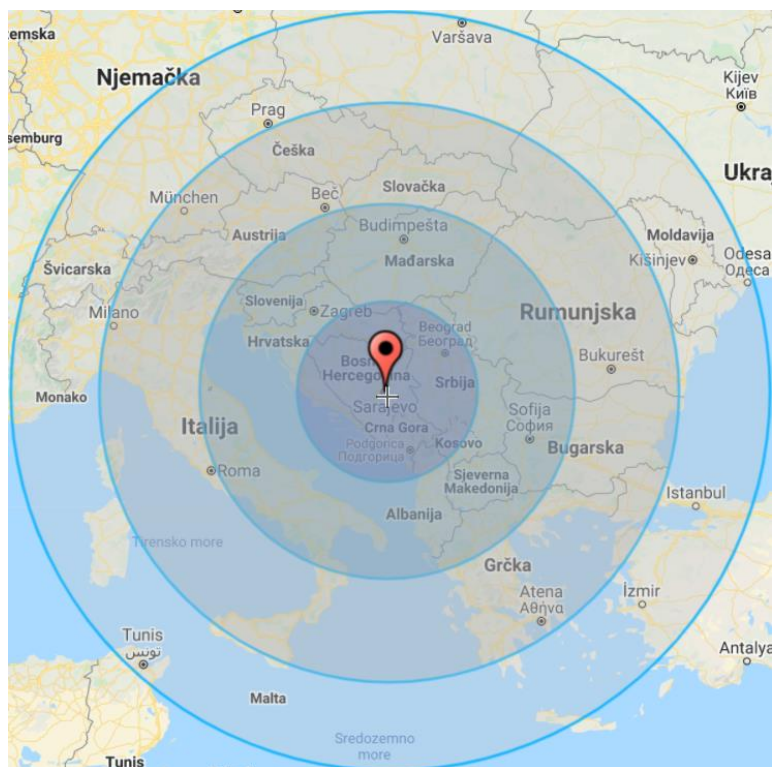 emska
Varšava
Njemačka
Kijev
Київ
Prag
semburg
Češka
Ukraj
Slovačka
München
Beč
Budimpešta
Austrija
Moldavija
Mađarska
Kišinjev
Odesa
Одеса
Švicarska
Slovenija
Milano
Zagreb
Rumunjska
Beograd
Београд
Hrvatska
Bukurešt
Bosna
Hercegovina
Srbija
Monako
Sarajevo
Sofija
София
Italija
Crna Gora
Podgorica
Подгорица
Kosovo
Bugarska
Roma
Sjeverna
Makedonija
Istanbul
Albanija
Tirensko more
Grčka
Atena
Αθήνα
İzmir
Tunis
تونس
Antalya
Malta
Sredozemno
more
Tunis